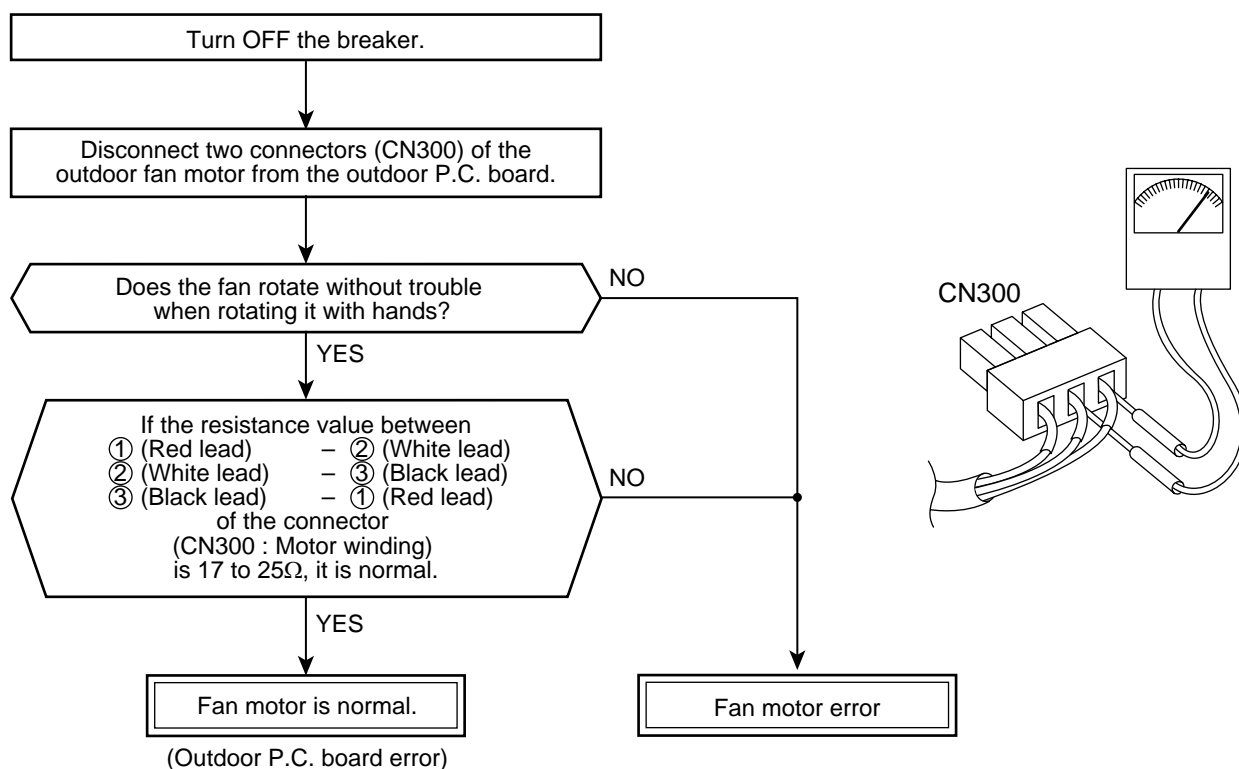 Turn OFF the breaker.
Disconnect two connectors (CN300) of the
outdoor fan motor from the outdoor P.C. board.
Does the fan rotate without trouble
when rotating it with hands?
NO
YES
If the resistance value between
① (Red lead) – ② (White lead)
② (White lead) – ③ (Black lead)
③ (Black lead) – ① (Red lead)
of the connector
(CN300 : Motor winding)
is 17 to 25Ω, it is normal.
NO
YES
Fan motor is normal.
(Outdoor P.C. board error)
Fan motor error
CN300